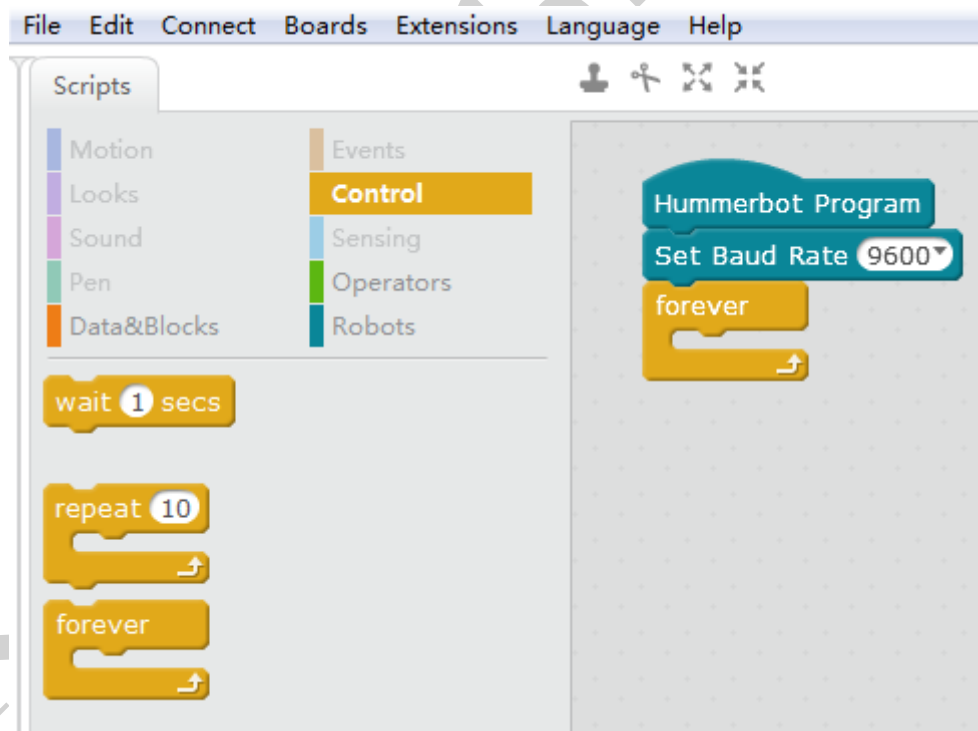 File Edit Connect Boards Extensions Language Help
Scripts
Motion
Looks
Sound
Pen
Data&Blocks
Events
Control
Sensing
Operators
Robots
wait 1 secs
repeat 10
forever
Hummerbot Program
Set Baud Rate 9600
forever